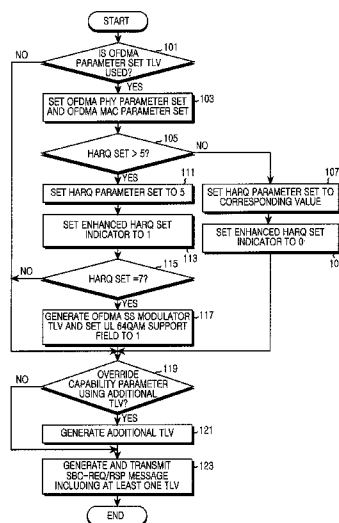 START
101
IS OFDMA
PARAMETER SET TLV
USED?
NO
YES
103
SET OFDMA PHY PARAMETER SET
AND OFDMA MAC PARAMETER SET
105
HARQ SET > 5?
NO
YES
111
SET HARQ PARAMETER SET TO 5
107
SET HARQ PARAMETER SET TO
CORRESPONDING VALUE
SET ENHANCED HARQ SET
INDICATOR TO 1
113
SET ENHANCED HARQ SET
INDICATOR TO 0
10
115
HARQ SET =7?
NO
YES
117
GENERATE OFDMA SS MODULATOR
TLV AND SET UL 64QAM SUPPORT
FIELD TO 1
119
OVERRIDE
CAPABILITY PARAMETER
USING ADDITIONAL
TLV?
NO
YES
GENERATE ADDITIONAL TLV
121
123
GENERATE AND TRANSMIT
SBC-REQ/RSP MESSAGE
INCLUDING AT LEAST ONE TLV
END